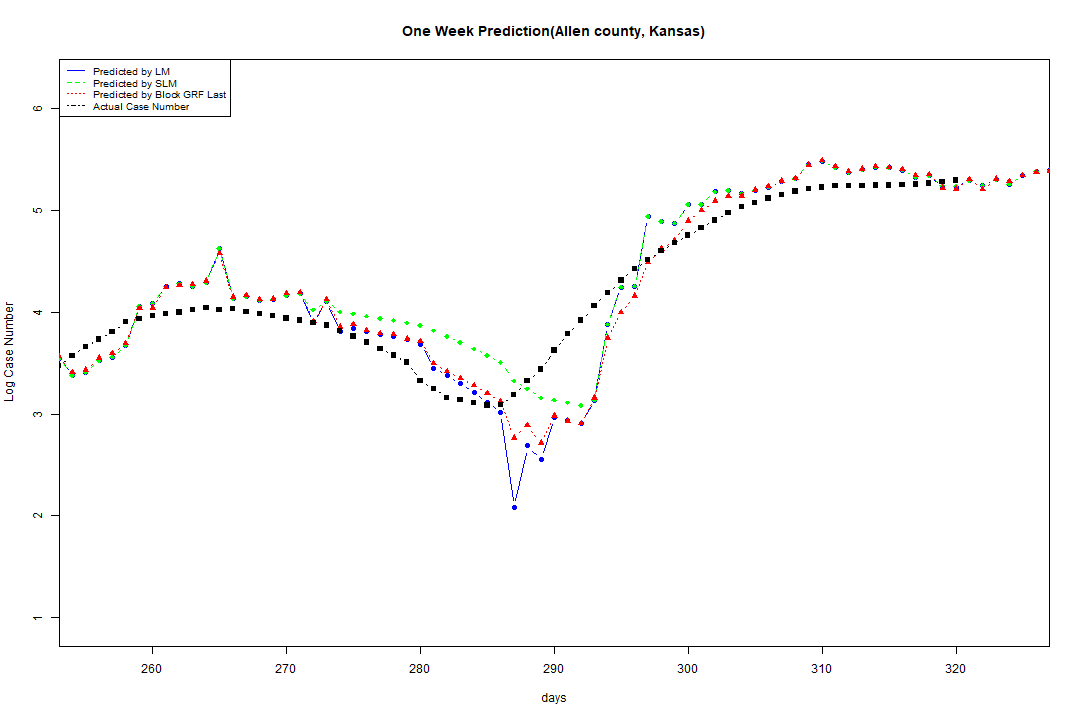 One Week Prediction(Allen county, Kansas)
Predicted by LM
Predicted by SLM
Predicted by Block GRF Last
Actual Case Number
6
5
4
3
2
1
Log Case Number
260 270 280 290 300 310 320
days